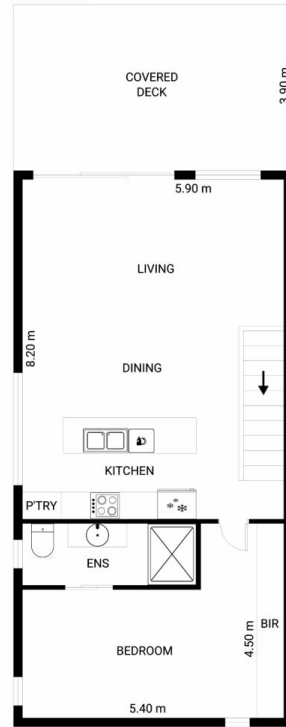 COVERED
DECK
3.90 m
5.90 m
LIVING
8.20 m
DINING
KITCHEN
P'TRY
ENS
BEDROOM
4.50 m
BIR
5.40 m